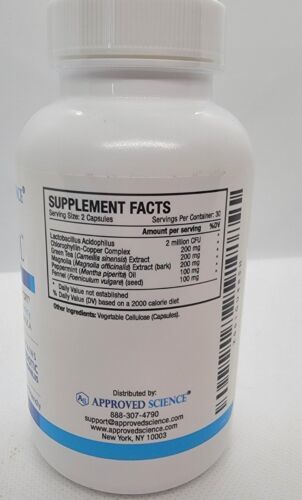 SUPPLEMENT FACTS
Serving Size: 2 Capsules Servings Per Container: 30
Amount per serving %DV
Lactobacillus Acidophilus 2 million CFU *
Chlorophyllin-Copper Complex 200 mg *
Green Tea (Camellia sinensis) Extract 200 mg *
Magnolia (Magnolia officinalis) Extract (bark) 200 mg *
Peppermint (Mentha piperita) Oil 100 mg *
Fennel (Foeniculum vulgare) (seed) 100 mg *
* Daily Value not established
% Daily Value (DV) based on a 2000 calorie diet
Other Ingredients: Vegetable Cellulose (Capsules).
Distributed by:
AS APPROVED SCIENCE®
888-307-4790
support@approvedscience.com
www.approvedscience.com
New York, NY 10003